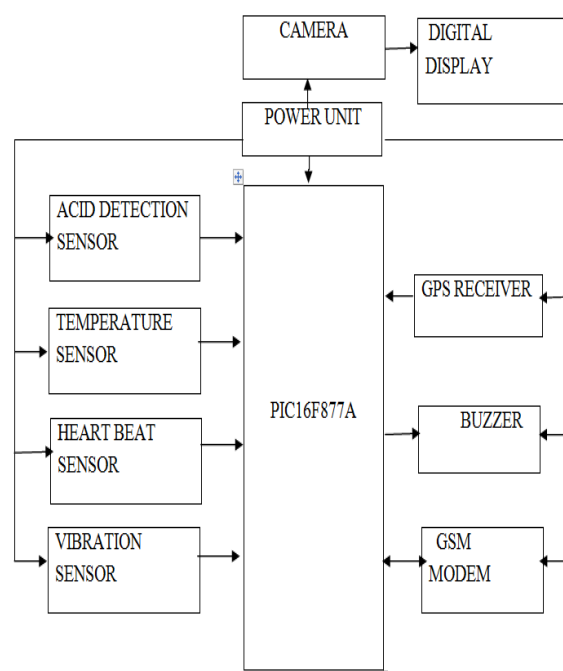 CAMERA
DIGITAL
DISPLAY
POWER UNIT
ACID DETECTION
SENSOR
TEMPERATURE
SENSOR
HEART BEAT
SENSOR
VIBRATION
SENSOR
PIC16F877A
GPS RECEIVER
BUZZER
GSM
MODEM